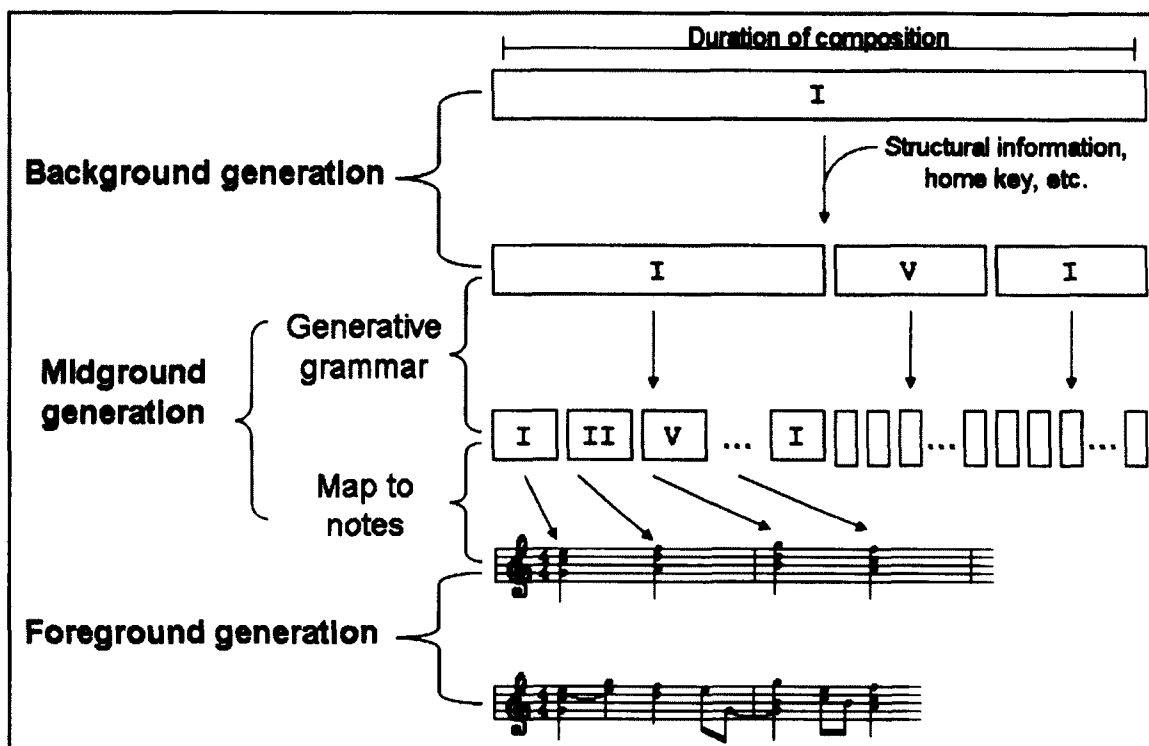 Duration of composition
I
Background generation
Structural information,
home key, etc.
I V I
Generative
grammar
Midground
generation
I II V ... I ... ...
Map to
notes
Foreground generation